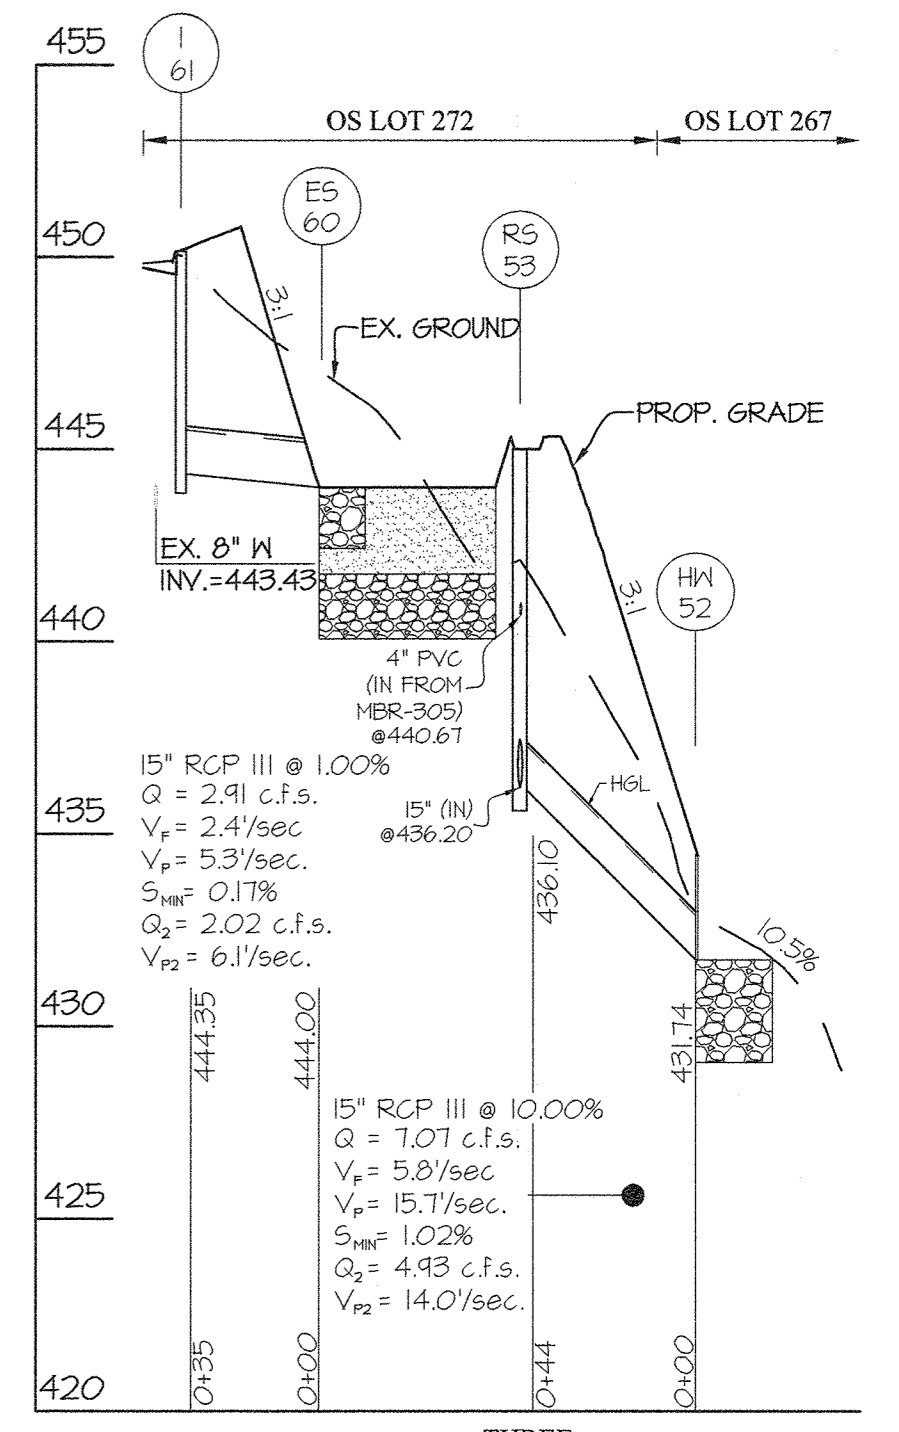 455
I
61
OS LOT 272
OS LOT 267
ES
60
450
RS
53
3:1
EX. GROUND
445
PROP. GRADE
EX. 8" W
INV.=443.43
HW
52
3:1
440
4" PVC
(IN FROM
MBR-305)
@440.67
15" RCP III @ 1.00%
Q = 2.91 c.f.s.
VF = 2.4'/sec
VP = 5.3'/sec.
SMIN= 0.17%
Q2 = 2.02 c.f.s.
VP2 = 6.1'/sec.
HGL
435
15" (IN)
@436.20
436.10
10.5%
430
444.35
444.00
431.74
15" RCP III @ 10.00%
Q = 7.07 c.f.s.
VF = 5.8'/sec
VP = 15.7'/sec.
SMIN= 1.02%
Q2 = 4.93 c.f.s.
VP2 = 14.0'/sec.
425
420
0+35
0+00
0+44
0+00